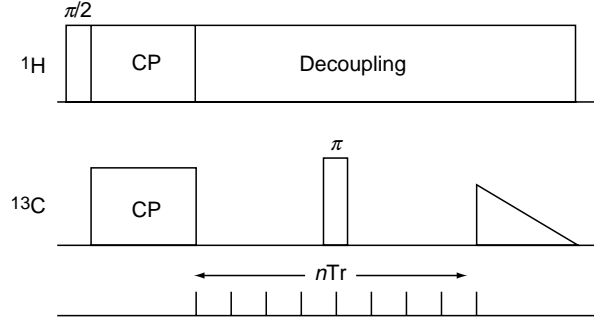 π/2
¹H CP Decoupling
π
¹³C CP
nTr